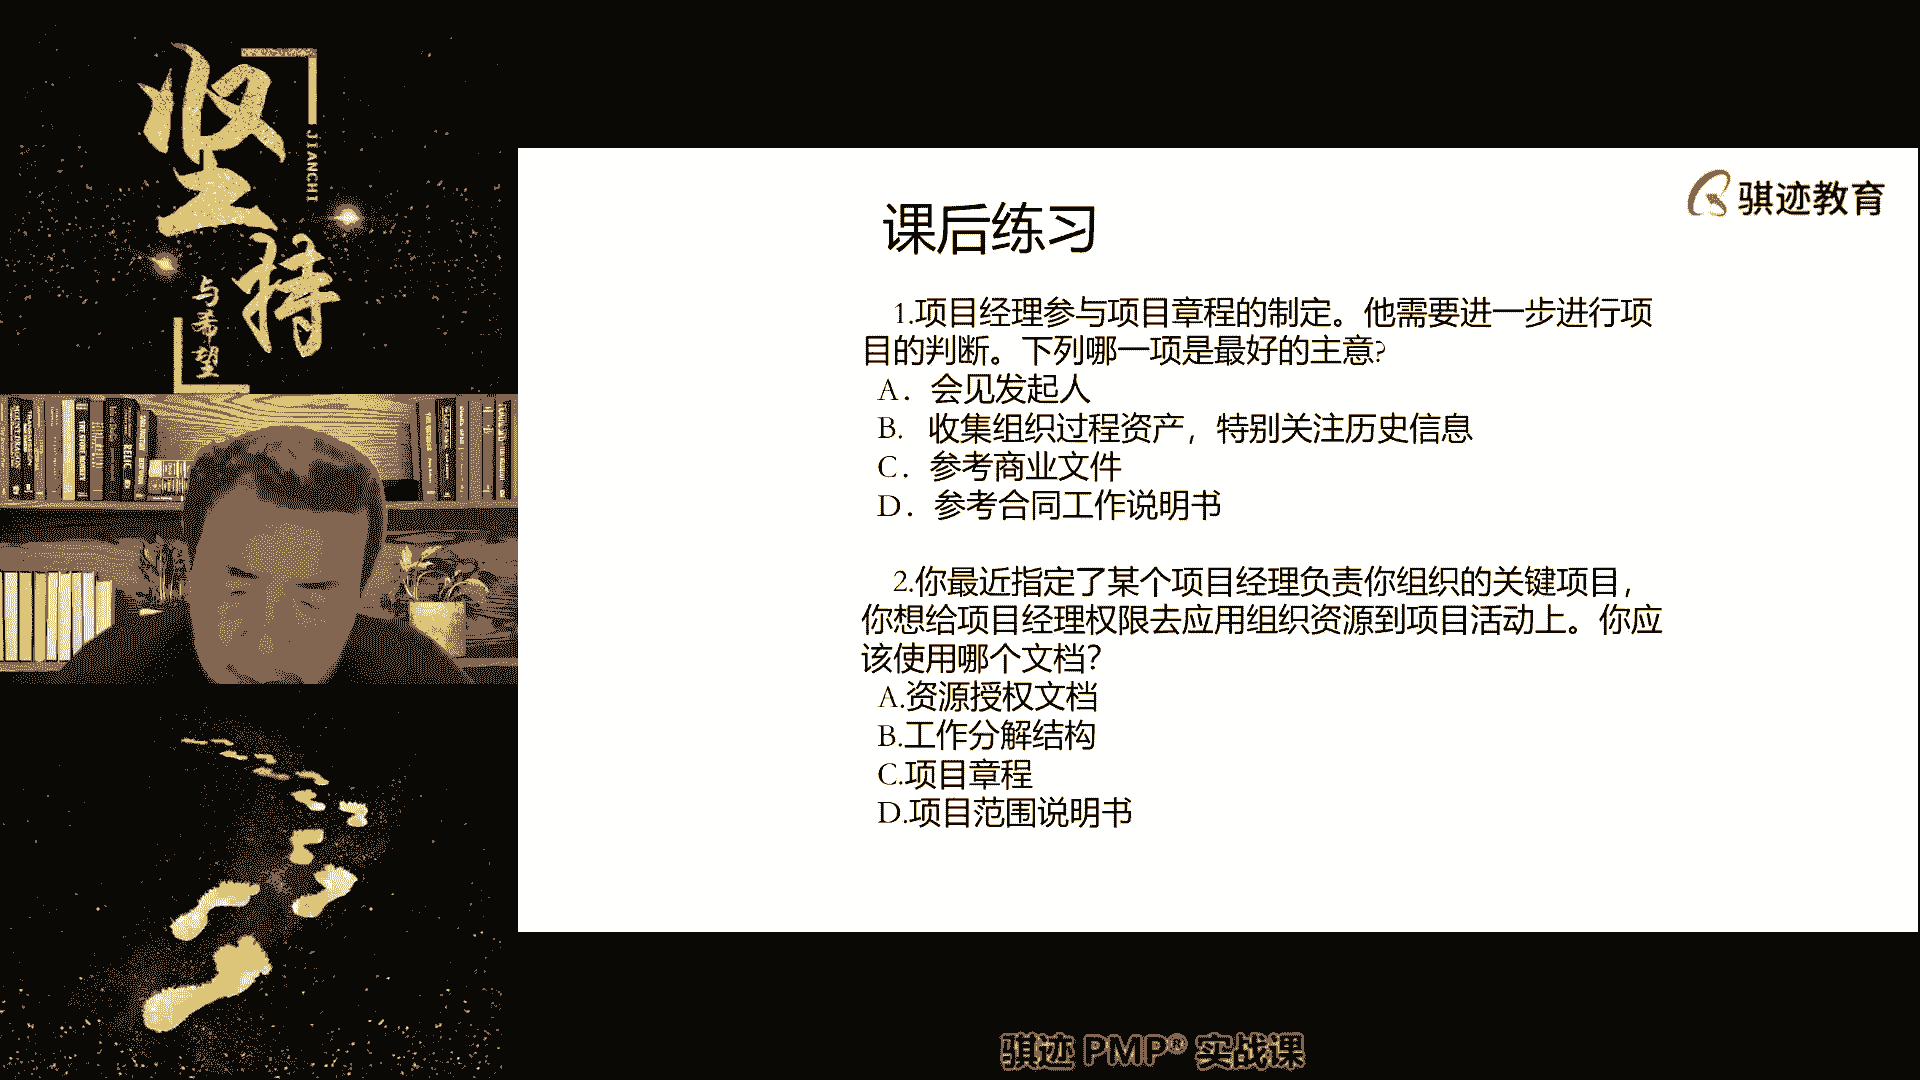 坚持
JIANCHI
与希望
骐迹教育
课后练习
1.项目经理参与项目章程的制定。他需要进一步进行项
目的判断。下列哪一项是最好的主意?
A. 会见发起人
B. 收集组织过程资产，特别关注历史信息
C. 参考商业文件
D. 参考合同工作说明书
2.你最近指定了某个项目经理负责你组织的关键项目，
你想给项目经理权限去应用组织资源到项目活动上。你应
该使用哪个文档？
A.资源授权文档
B.工作分解结构
C.项目章程
D.项目范围说明书
骐迹 PMP® 实战课